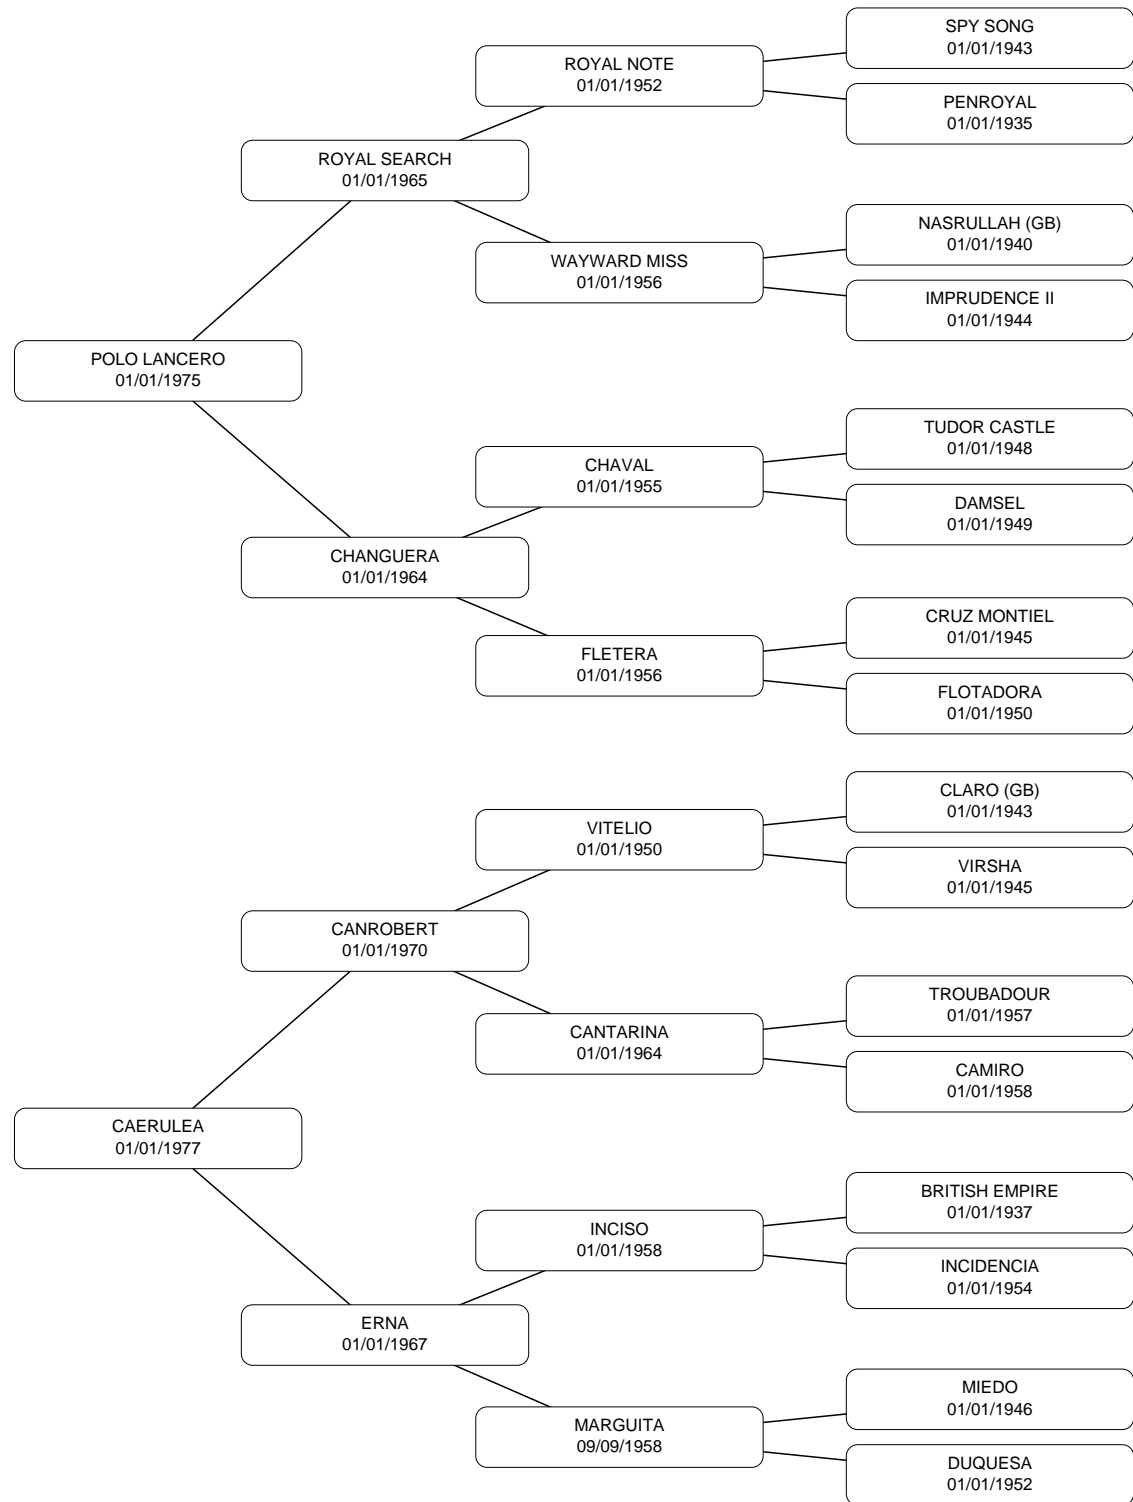 SPY SONG
01/01/1943
ROYAL NOTE
01/01/1952
PENROYAL
01/01/1935
ROYAL SEARCH
01/01/1965
NASRULLAH (GB)
01/01/1940
WAYWARD MISS
01/01/1956
IMPRUDENCE II
01/01/1944
POLO LANCERO
01/01/1975
TUDOR CASTLE
01/01/1948
CHAVAL
01/01/1955
DAMSEL
01/01/1949
CHANGUERA
01/01/1964
CRUZ MONTIEL
01/01/1945
FLETERA
01/01/1956
FLOTADORA
01/01/1950
CLARO (GB)
01/01/1943
VITELIO
01/01/1950
VIRSHA
01/01/1945
CANROBERT
01/01/1970
TROUBADOUR
01/01/1957
CANTARINA
01/01/1964
CAMIRO
01/01/1958
CAERULEA
01/01/1977
BRITISH EMPIRE
01/01/1937
INCISO
01/01/1958
INCIDENCIA
01/01/1954
ERNA
01/01/1967
MIEDO
01/01/1946
MARGUITA
09/09/1958
DUQUESA
01/01/1952